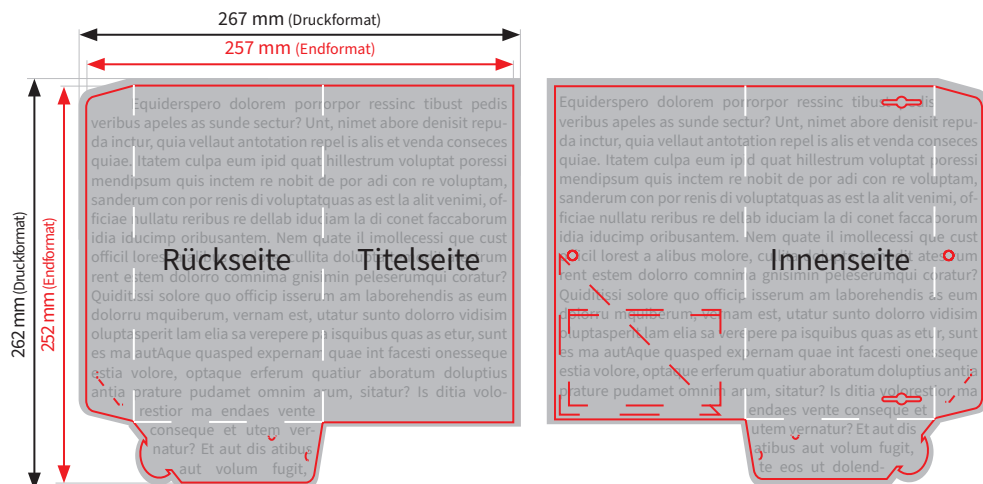 267 mm (Druckformat)
257 mm (Endformat)
262 mm (Druckformat)
252 mm (Endformat)
Equiderspero dolorem porrorpor ressinc tibust pedis
veribus apeles as sunde sectur? Unt, nimet abore denisit repu-
da inctur, quia vellaut antotation repel is alis et venda conseces
quiae. Itatem culpa eum ipid quat hillestrum voluptat poressi
mendipsum quis inctem re nobit de por adi con re voluptam,
sanderum con por renis di voluptatquas as est la alit venimi, of-
ficiae nullatu reribus re dellab iduciam la di conet faccaborum
idia iducimp oribusantem. Nem quate il imollecessi que cust
officil lorest a alibus
Rückseite Titelseite
rent estem dolorro comnima gnisimin peleserumqui coratur?
Quiditissi solore quo officip isserum am laborehendis as eum
dolorru mquiberum, vernam est, utatur sunto dolorro vidisim
oluptasperit lam elia sa verepere pa isquibus quas as etur, sunt
es ma autAque quasped expernam quae int facesti onesseque
estia volore, optaque erferum quatiur aboratum doluptios
antia prature pudamet omnim arum, sitatur? Is ditia volo-
restior ma endaes vente
conseque et utem ver-
natur? Et aut dis atibus
aut volum fugit,
Equiderspero dolorem porrorpor ressinc tibust pedis
veribus apeles as sunde sectur? Unt, nimet abore denisit repu-
da inctur, quia vellaut antotation repel is alis et venda conseces
quiae. Itatem culpa eum ipid quat hillestrum voluptat poressi
mendipsum quis inctem re nobit de por adi con re voluptam,
sanderum con por renis di voluptatquas as est la alit venimi, of-
ficiae nullatu reribus re dellab iduciam la di conet faccaborum
idia iducimp oribusantem. Nem quate il imollecessi que cust
officil lorest a alibus molore,
Innenseite
rent estem dolorro comnima gnisimin peleserumqui coratur?
Quiditissi solore quo officip isserum am laborehendis as eum
dolorru mquiberum, vernam est, utatur sunto dolorro vidisim
oluptasperit lam elia sa verepere pa isquibus quas as etur, sunt
es ma autAque quasped expernam quae int facesti onesseque
estia volore, optaque erferum quatiur aboratum doluptios antia
prature pudamet omnim arum, sitatur? Is ditia volorestior ma
endaes vente conseque et
utem vernatur? Et aut dis
atibus aut volum fugit,
te eos ut dolend-